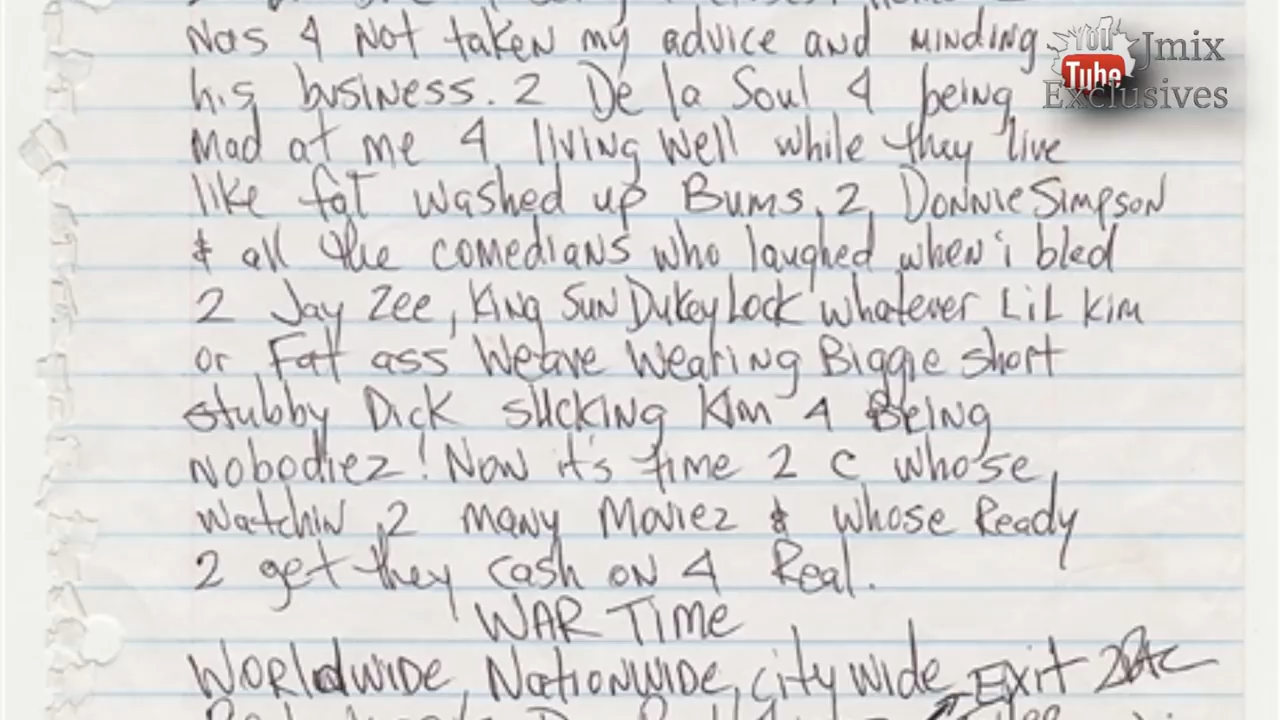 Nas 4 Not taken my advice and minding
his business. 2 De la Soul 4 being
Mad at me 4 living well while they live
like fat washed up Bums. 2 Donnie Simpson
& all the comedians who laughed when i bled
2 Jay Zee, King Sun Dukey Lock whatever LiL Kim
or Fat ass Weave Wearing Biggie short
stubby Dick sucking Kim 4 Being
nobodiez! Now it's time 2 c whose
watchin 2 many Moviez & whose Ready
2 get they cash on 4 Real.
WAR TIME
WORldWIDE, NATIONWIDE, city wide Exit 2Pac
You Tube Jmix
Exclusives